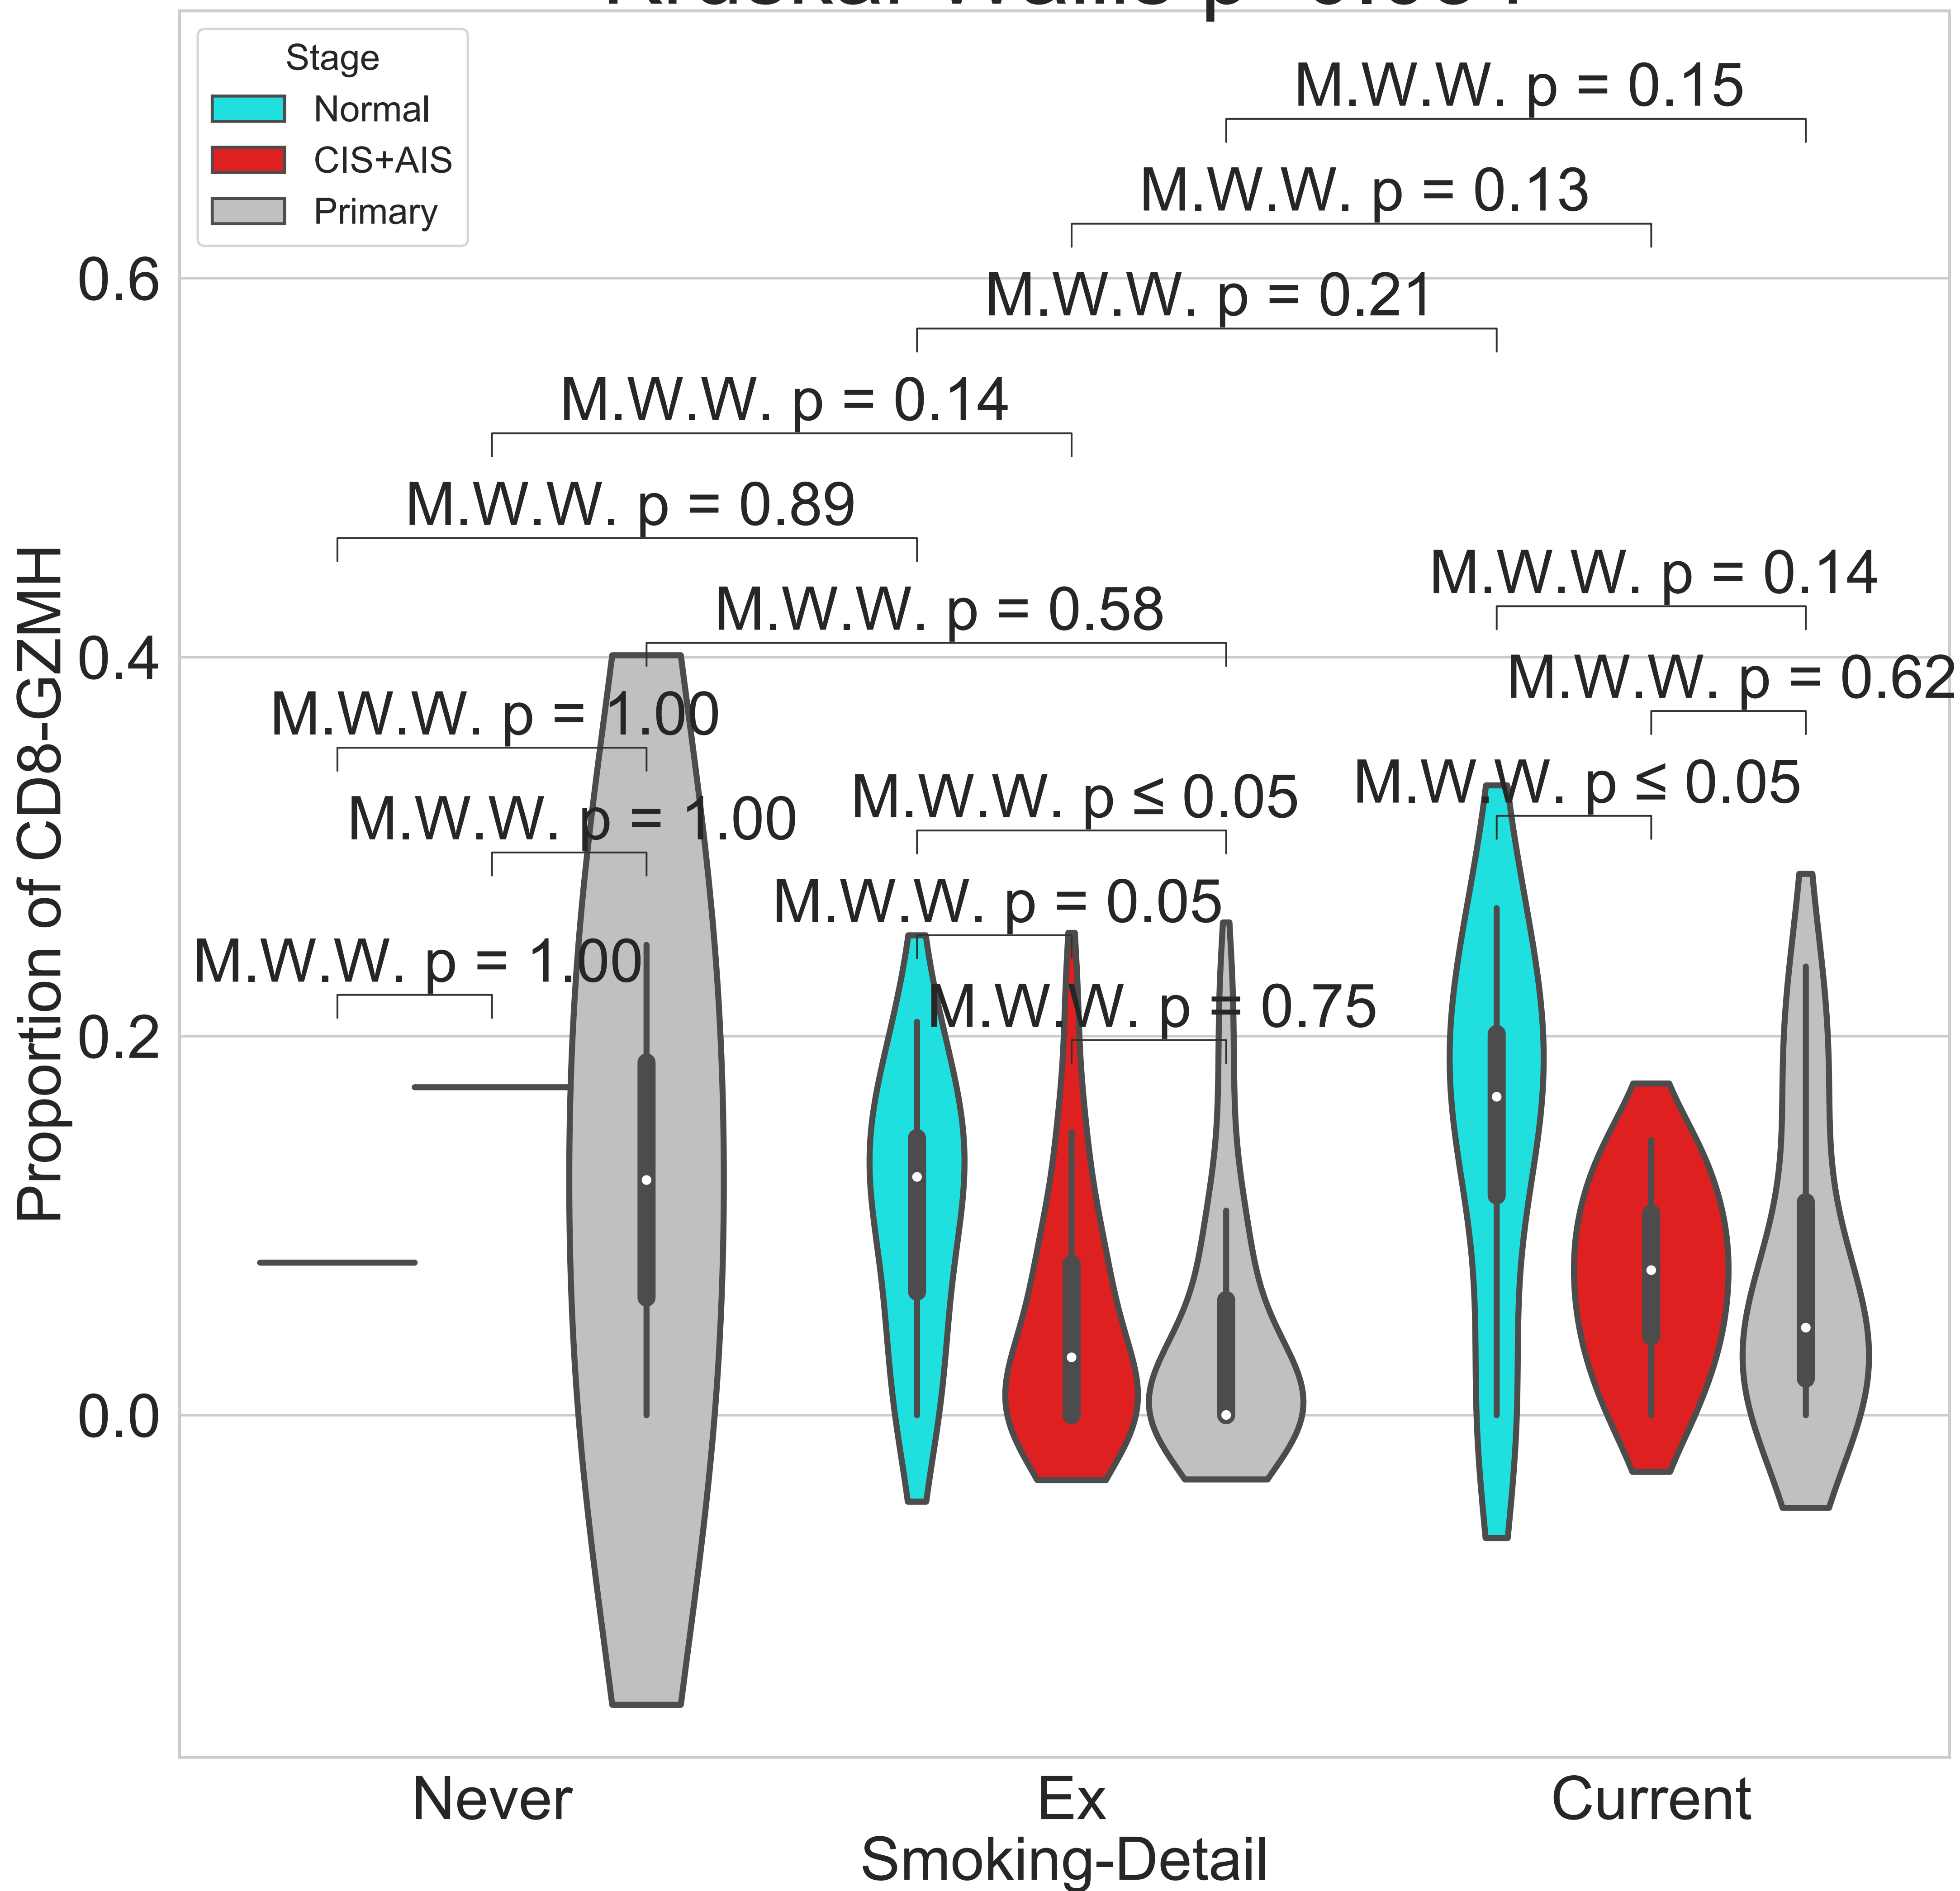 Stage
Normal
CIS+AIS
Primary
M.W.W. p = 0.15
M.W.W. p = 0.13
M.W.W. p = 0.21
M.W.W. p = 0.14
M.W.W. p = 0.89
M.W.W. p = 0.58
M.W.W. p = 1.00
M.W.W. p = 1.00
M.W.W. p = 1.00
M.W.W. p ≤ 0.05
M.W.W. p = 0.05
M.W.W. p = 0.75
M.W.W. p = 0.14
M.W.W. p = 0.62
M.W.W. p ≤ 0.05
Proportion of CD8-GZMH
0.6
0.4
0.2
0.0
Never
Ex
Current
Smoking-Detail